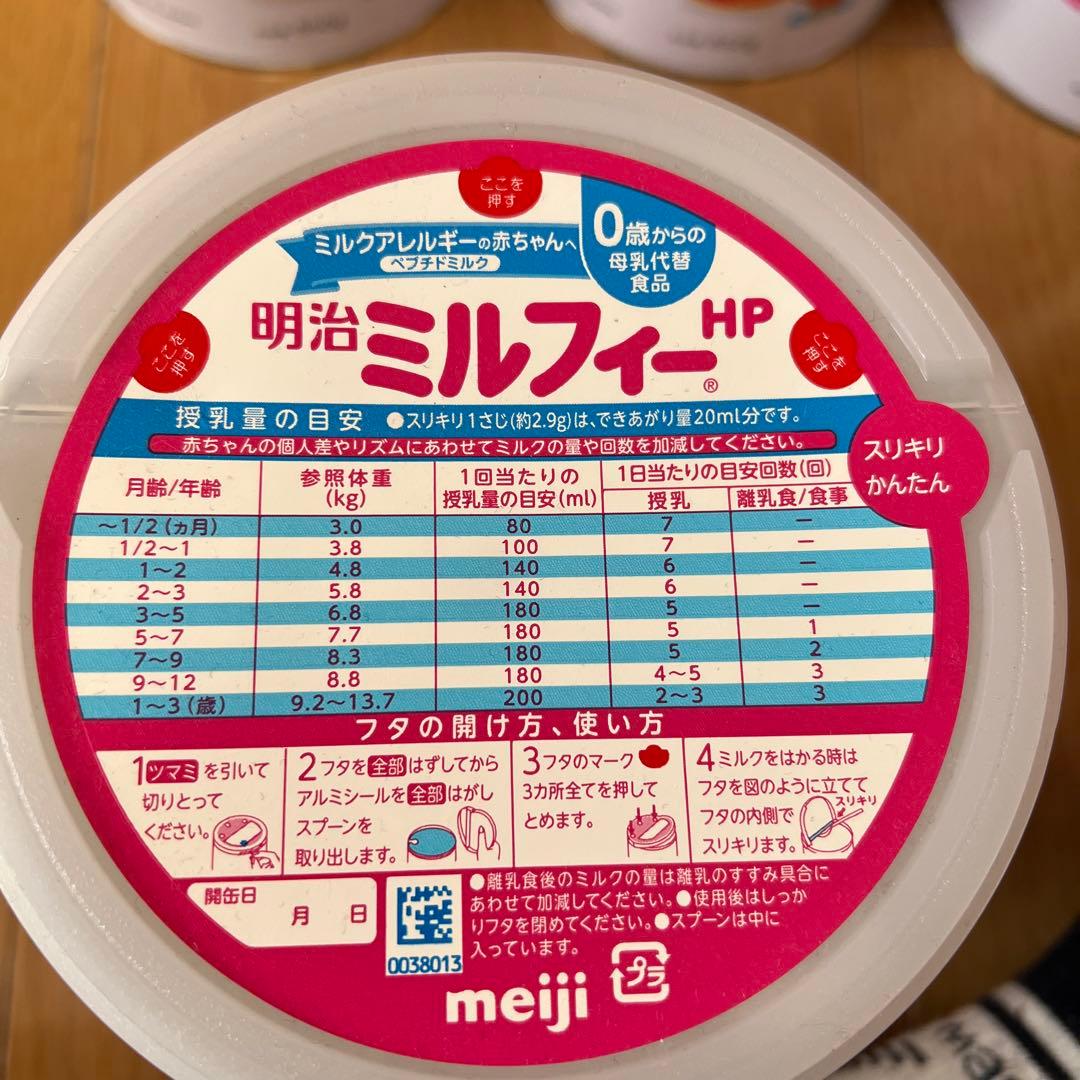 ここを
押す
ミルクアレルギーの赤ちゃんへ
ペプチドミルク
0歳からの
母乳代替
食品
明治ミルフィーHP®
ここを
押す
ここを
押す
授乳量の目安 ●スリキリ1さじ(約2.9g)は、できあがり量20ml分です。
赤ちゃんの個人差やリズムにあわせてミルクの量や回数を加減してください。
スリキリ
かんたん
月齢/年齢 参照体重(kg) 1回当たりの授乳量の目安(ml) 1日当たりの目安回数(回)
授乳 離乳食/食事
～1/2(ヵ月) 3.0 80 7 ー
1/2～1 3.8 100 7 ー
1～2 4.8 140 6 ー
2～3 5.8 140 6 ー
3～5 6.8 180 5 ー
5～7 7.7 180 5 1
7～9 8.3 180 5 2
9～12 8.8 180 4～5 3
1～3(歳) 9.2～13.7 200 2～3 3
フタの開け方、使い方
1ツマミを引いて
切りとって
ください。
2フタを全部はずしてから
アルミシールを全部はがし
スプーンを
取り出します。
3フタのマーク
3カ所全てを押して
とめます。
4ミルクをはかる時は
フタを図のように立てて
フタの内側で
スリキリます。
スリキリ
開缶日
月 日
0038013
●離乳食後のミルクの量は離乳のすすみ具合に
あわせて加減してください。●使用後はしっか
りフタを閉めてください。●スプーンは中に
入っています。
meiji
プラ